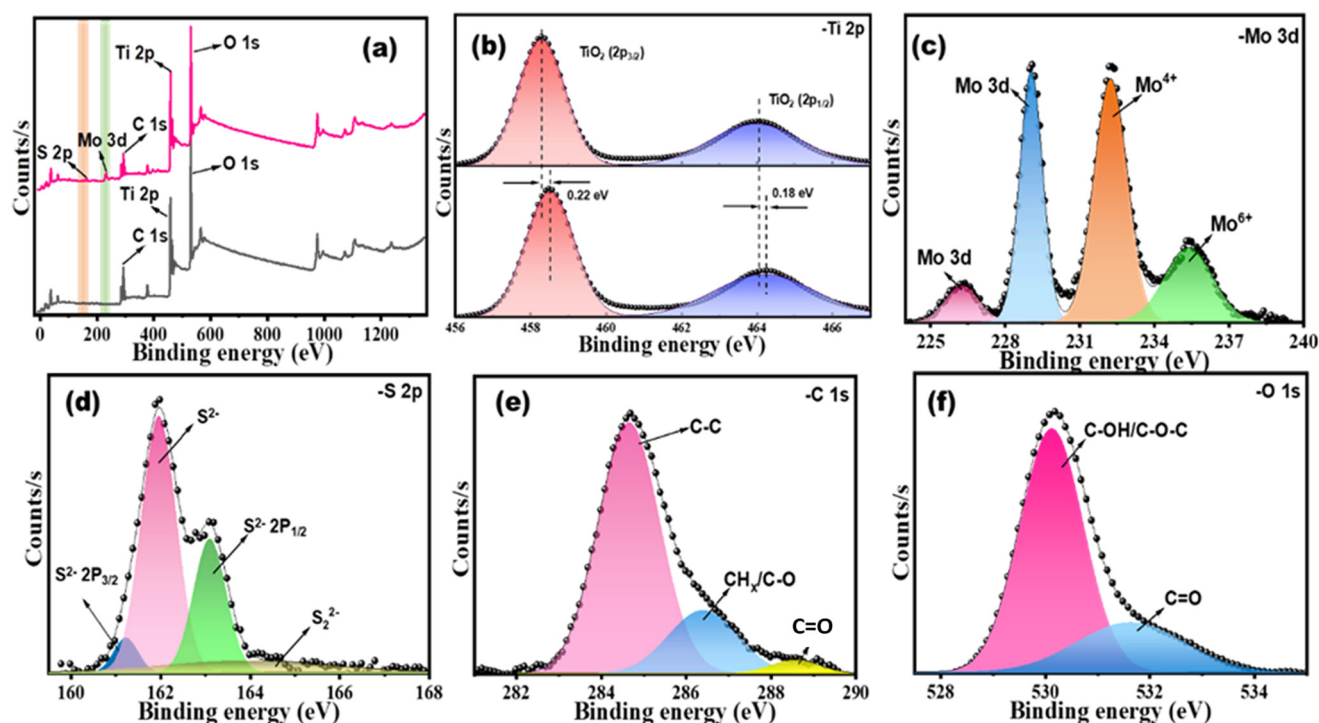 (a)
O 1s
Ti 2p
C 1s
Mo 3d
S 2p
O 1s
Ti 2p
C 1s
Counts/s
0 200 400 600 800 1000 1200
Binding energy (eV)
(b)
-Ti 2p
TiO2 (2p3/2)
TiO2 (2p1/2)
0.22 eV
0.18 eV
Counts/s
456 458 460 462 464 466
Binding energy (eV)
(c)
-Mo 3d
Mo 3d
Mo4+
Mo6+
Mo 3d
Counts/s
225 228 231 234 237 240
Binding energy (eV)
(d)
-S 2p
S2-
S2- 2P1/2
S2- 2P3/2
S22-
Counts/s
160 162 164 166 168
Binding energy (eV)
(e)
-C 1s
C-C
CHx/C-O
C=O
Counts/s
282 284 286 288 290
Binding energy (eV)
(f)
-O 1s
C-OH/C-O-C
C=O
Counts/s
528 530 532 534
Binding energy (eV)